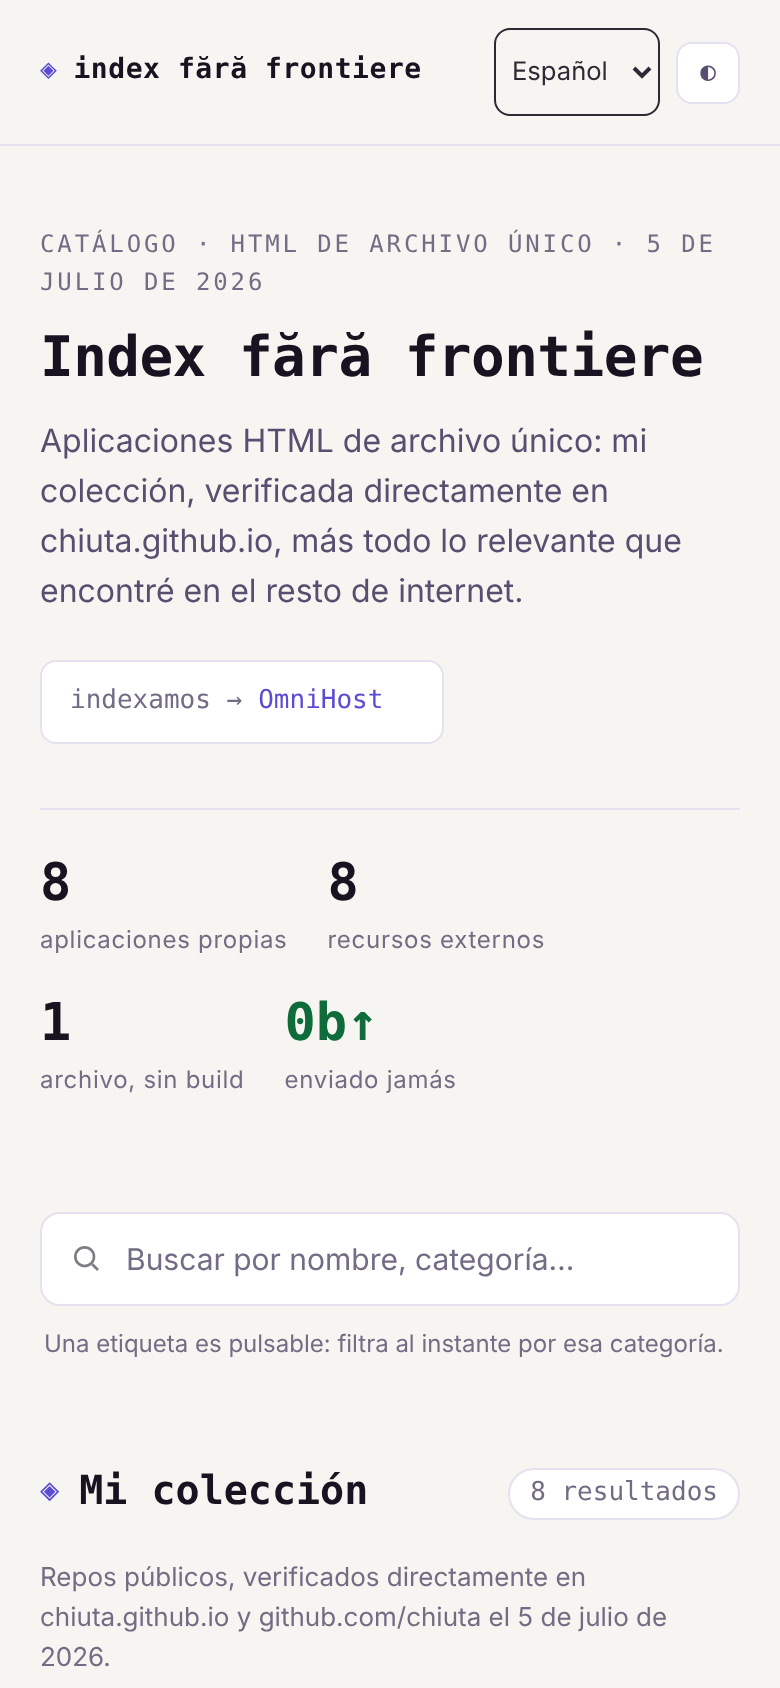 ◈ index fără frontiere
Español
CATÁLOGO · HTML DE ARCHIVO ÚNICO · 5 DE
JULIO DE 2026
Index fără frontiere
Aplicaciones HTML de archivo único: mi
colección, verificada directamente en
chiuta.github.io, más todo lo relevante que
encontré en el resto de internet.
indexamos → OmniHost
8 8
aplicaciones propias recursos externos
1 0b↑
archivo, sin build enviado jamás
Buscar por nombre, categoría...
Una etiqueta es pulsable: filtra al instante por esa categoría.
◈ Mi colección
8 resultados
Repos públicos, verificados directamente en
chiuta.github.io y github.com/chiuta el 5 de julio de
2026.